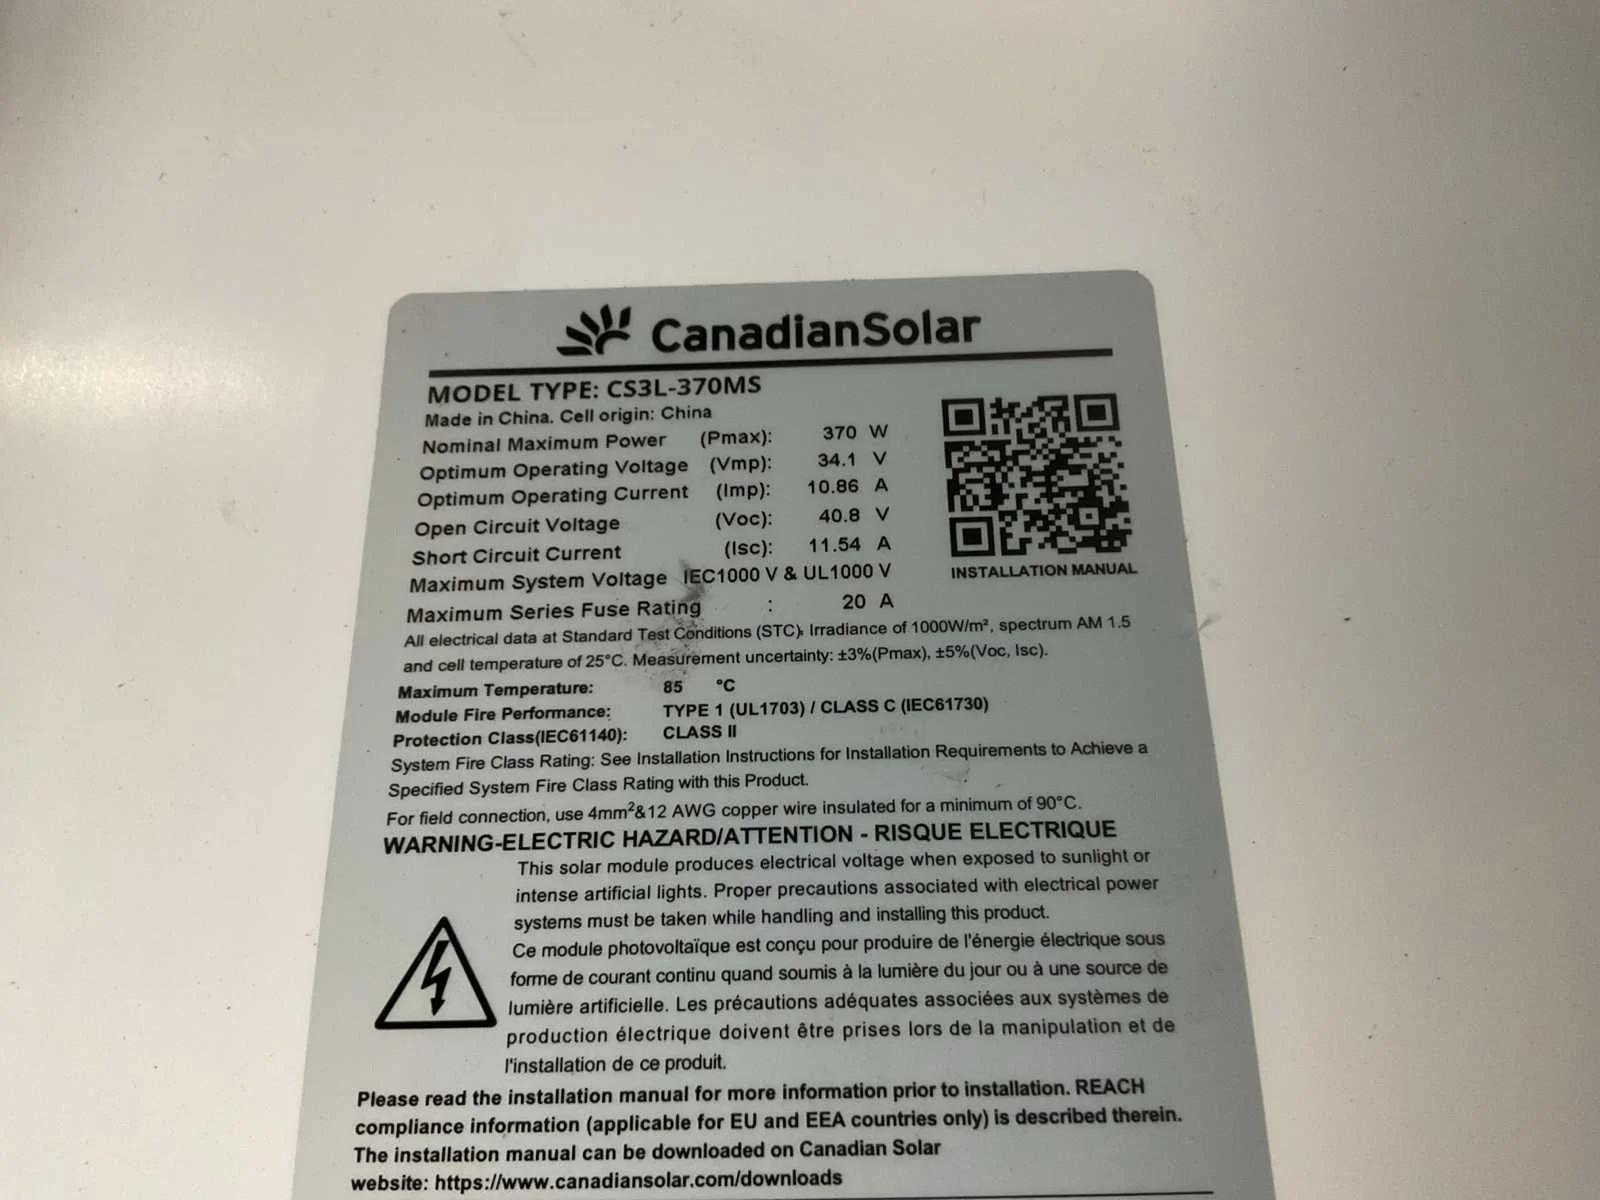 CanadianSolar
MODEL TYPE: CS3L-370MS
Made in China. Cell origin: China
Nominal Maximum Power (Pmax): 370 W
Optimum Operating Voltage (Vmp): 34.1 V
Optimum Operating Current (Imp): 10.86 A
Open Circuit Voltage (Voc): 40.8 V
Short Circuit Current (Isc): 11.54 A
Maximum System Voltage IEC1000 V & UL1000 V
Maximum Series Fuse Rating : 20 A
INSTALLATION MANUAL
All electrical data at Standard Test Conditions (STC), Irradiance of 1000W/m², spectrum AM 1.5
and cell temperature of 25°C. Measurement uncertainty: ±3%(Pmax), ±5%(Voc, Isc).
Maximum Temperature: 85 °C
Module Fire Performance: TYPE 1 (UL1703) / CLASS C (IEC61730)
Protection Class(IEC61140): CLASS II
System Fire Class Rating: See Installation Instructions for Installation Requirements to Achieve a
Specified System Fire Class Rating with this Product.
For field connection, use 4mm²&12 AWG copper wire insulated for a minimum of 90°C.
WARNING-ELECTRIC HAZARD/ATTENTION - RISQUE ELECTRIQUE
This solar module produces electrical voltage when exposed to sunlight or
intense artificial lights. Proper precautions associated with electrical power
systems must be taken while handling and installing this product.
Ce module photovoltaïque est conçu pour produire de l'énergie électrique sous
forme de courant continu quand soumis à la lumière du jour ou à une source de
lumière artificielle. Les précautions adéquates associées aux systèmes de
production électrique doivent être prises lors de la manipulation et de
l'installation de ce produit.
Please read the installation manual for more information prior to installation. REACH
compliance information (applicable for EU and EEA countries only) is described therein.
The installation manual can be downloaded on Canadian Solar
website: https://www.canadiansolar.com/downloads